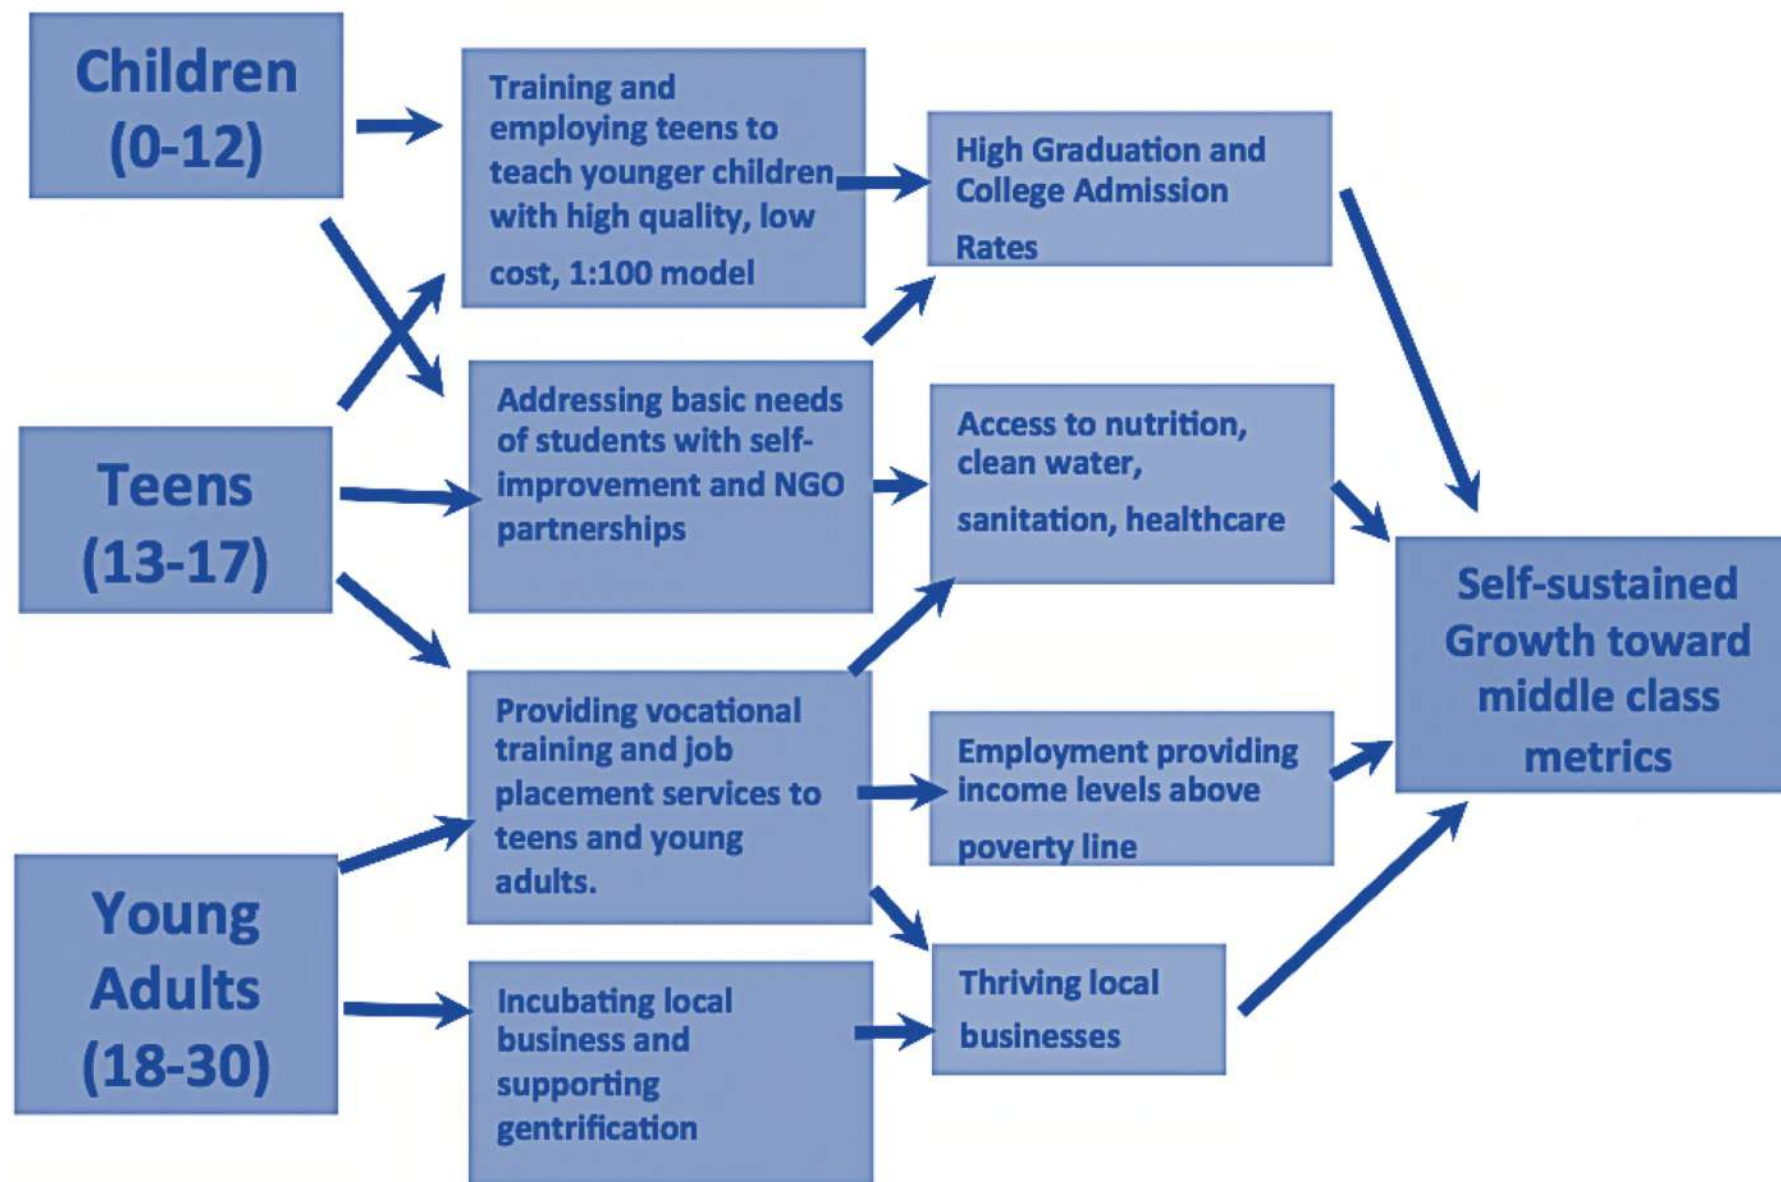 Children
(0-12)
Teens
(13-17)
Young
Adults
(18-30)
Training and
employing teens to
teach younger children
with high quality, low
cost, 1:100 model
Addressing basic needs
of students with self-
improvement and NGO
partnerships
Providing vocational
training and job
placement services to
teens and young
adults.
Incubating local
business and
supporting
gentrification
High Graduation and
College Admission
Rates
Access to nutrition,
clean water,
sanitation, healthcare
Employment providing
income levels above
poverty line
Thriving local
businesses
Self-sustained
Growth toward
middle class
metrics